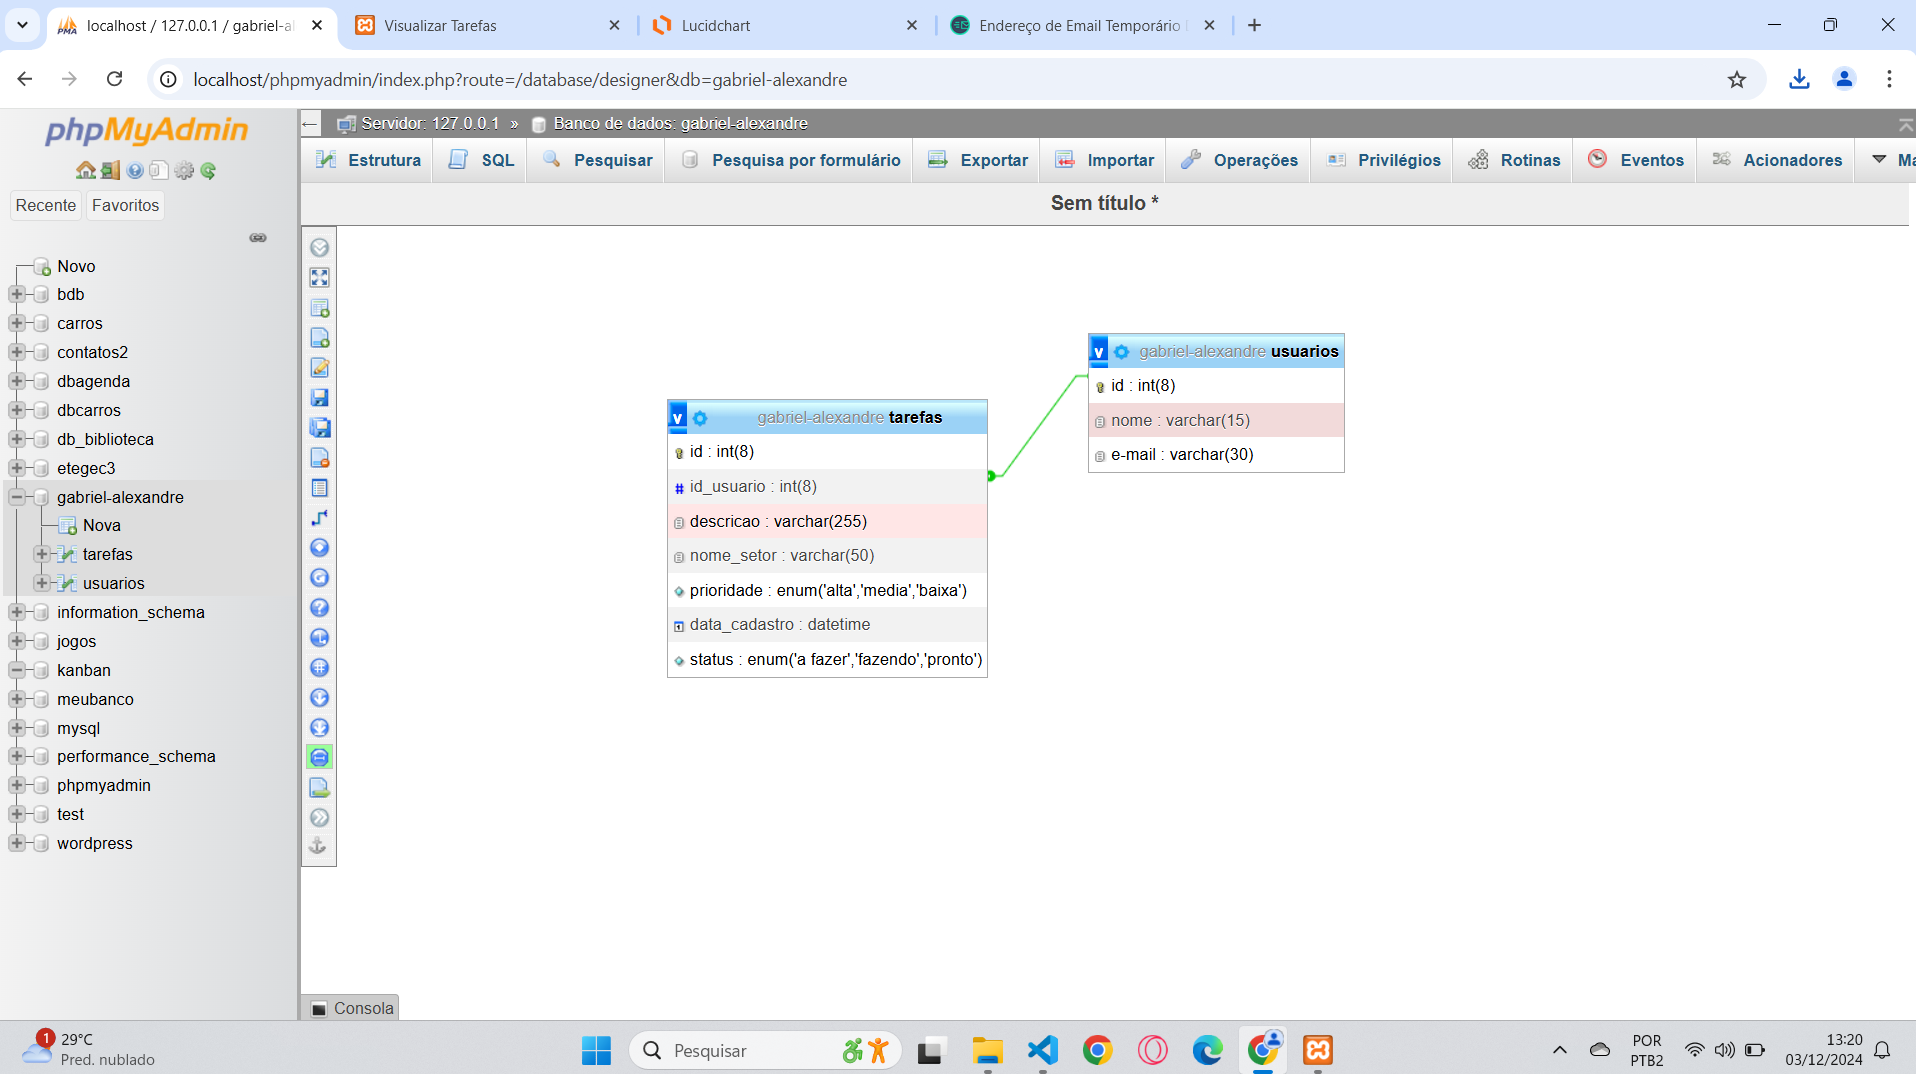 localhost / 127.0.0.1 / gabriel-al
Visualizar Tarefas
Lucidchart
Endereço de Email Temporário
localhost/phpmyadmin/index.php?route=/database/designer&db=gabriel-alexandre
phpMyAdmin
Recente
Favoritos
Novo
bdb
carros
contatos2
dbagenda
dbcarros
db_biblioteca
etegec3
gabriel-alexandre
Nova
tarefas
usuarios
information_schema
jogos
kanban
meubanco
mysql
performance_schema
phpmyadmin
test
wordpress
Servidor: 127.0.0.1 » Banco de dados: gabriel-alexandre
Estrutura
SQL
Pesquisar
Pesquisa por formulário
Exportar
Importar
Operações
Privilégios
Rotinas
Eventos
Acionadores
Ma
Sem título *
v gabriel-alexandre usuarios
id : int(8)
nome : varchar(15)
e-mail : varchar(30)
v gabriel-alexandre tarefas
id : int(8)
# id_usuario : int(8)
descricao : varchar(255)
nome_setor : varchar(50)
prioridade : enum('alta','media','baixa')
data_cadastro : datetime
status : enum('a fazer','fazendo','pronto')
Consola
1
29°C
Pred. nublado
Pesquisar
POR
PTB2
13:20
03/12/2024